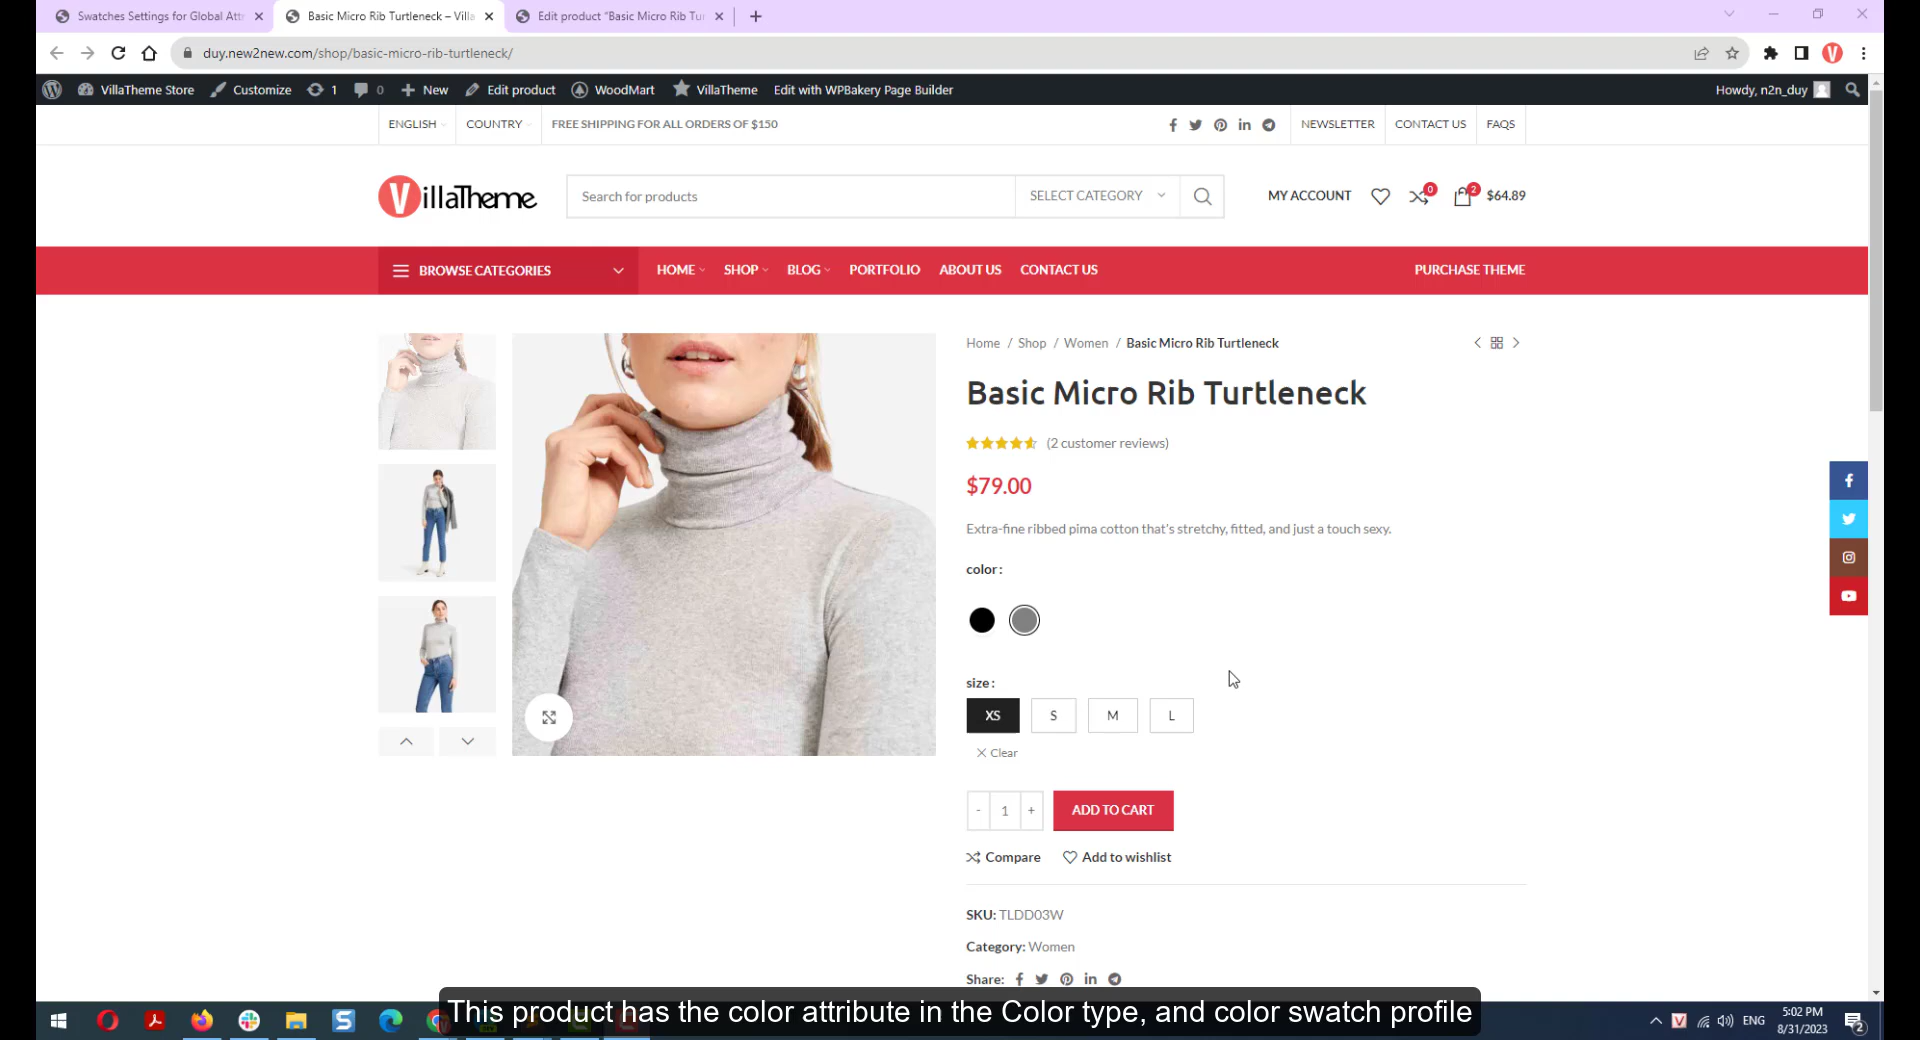 Swatches Settings for Global Attr
Basic Micro Rib Turtleneck – Villa
Edit product "Basic Micro Rib Tur
duy.new2new.com/shop/basic-micro-rib-turtleneck/
VillaTheme Store
Customize
1
0
New
Edit product
WoodMart
VillaTheme
Edit with WPBakery Page Builder
Howdy, n2n_duy
ENGLISH
COUNTRY
FREE SHIPPING FOR ALL ORDERS OF $150
NEWSLETTER
CONTACT US
FAQS
VillaTheme
Search for products
SELECT CATEGORY
MY ACCOUNT
0
2
$64.89
BROWSE CATEGORIES
HOME
SHOP
BLOG
PORTFOLIO
ABOUT US
CONTACT US
PURCHASE THEME
Home / Shop / Women / Basic Micro Rib Turtleneck
Basic Micro Rib Turtleneck
(2 customer reviews)
$79.00
Extra-fine ribbed pima cotton that's stretchy, fitted, and just a touch sexy.
color:
size:
XS
S
M
L
Clear
- 1 +
ADD TO CART
Compare
Add to wishlist
SKU: TLDD03W
Category: Women
Share:
This product has the color attribute in the Color type, and color swatch profile
ENG
5:02 PM
8/31/2023
2